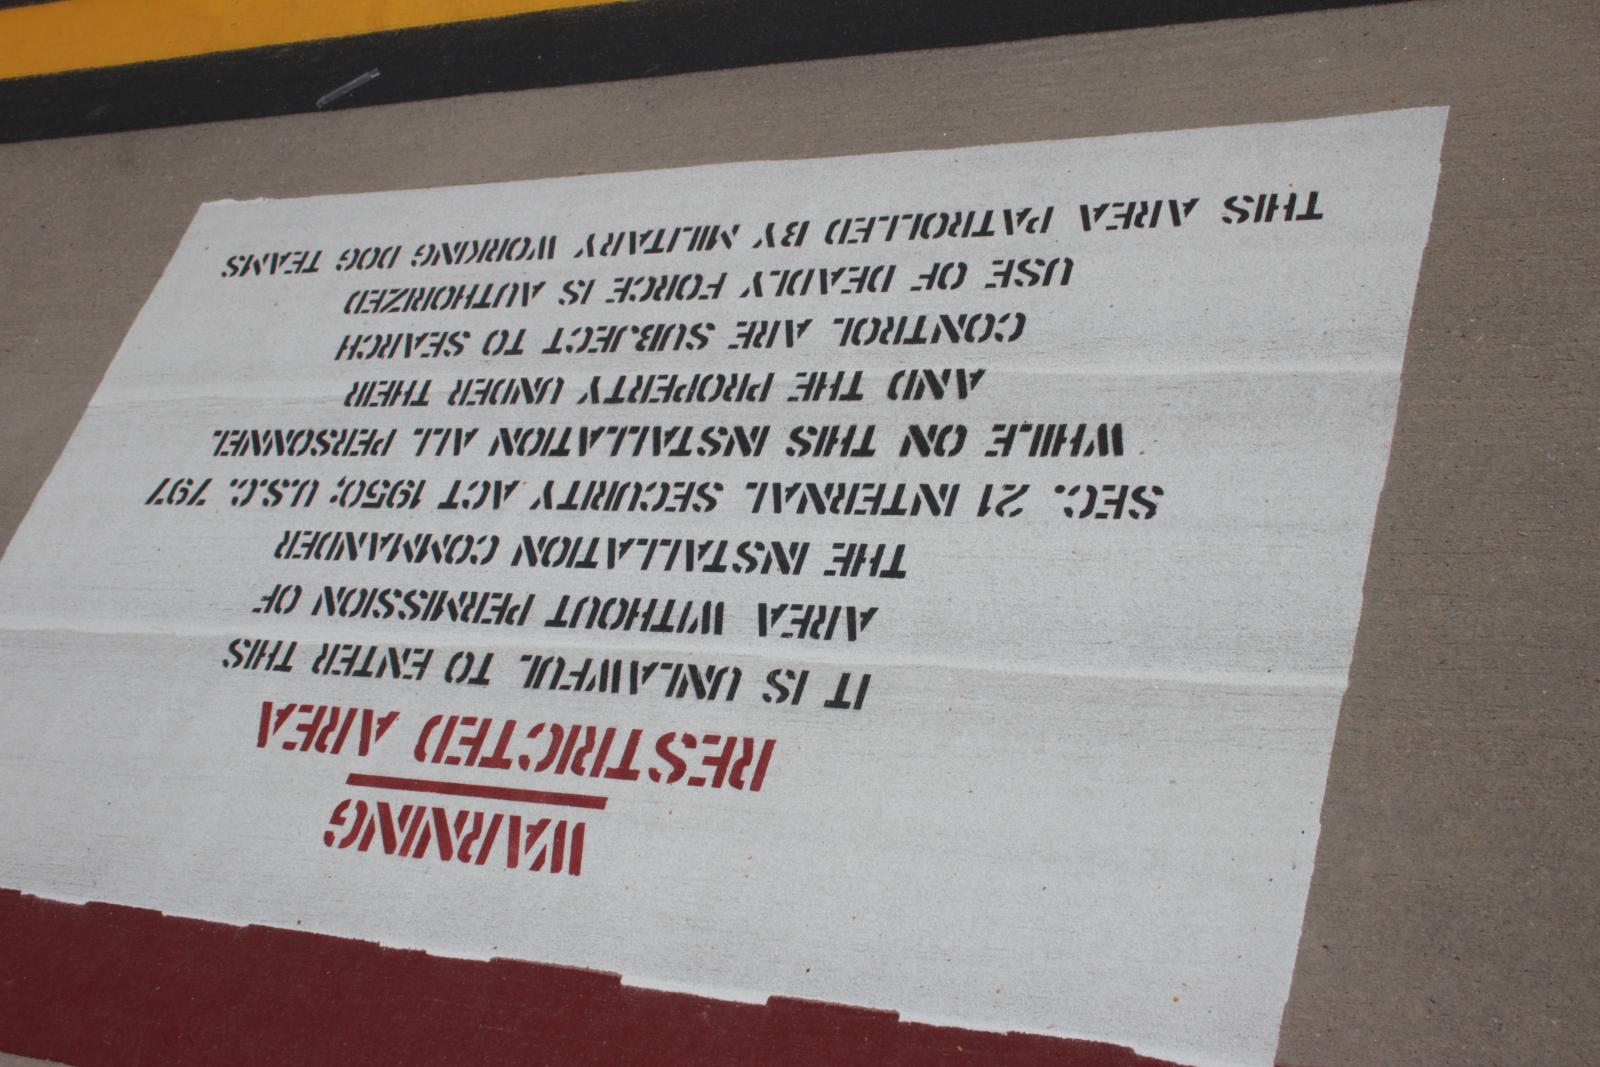 WARNING
RESTRICTED AREA
IT IS UNLAWFUL TO ENTER THIS
AREA WITHOUT PERMISSION OF
THE INSTALLATION COMMANDER
SEC. 21 INTERNAL SECURITY ACT 1950; U.S.C. 797
WHILE ON THIS INSTALLATION ALL PERSONNEL
AND THE PROPERTY UNDER THEIR
CONTROL ARE SUBJECT TO SEARCH
USE OF DEADLY FORCE IS AUTHORIZED
THIS AREA PATROLLED BY MILITARY WORKING DOG TEAMS